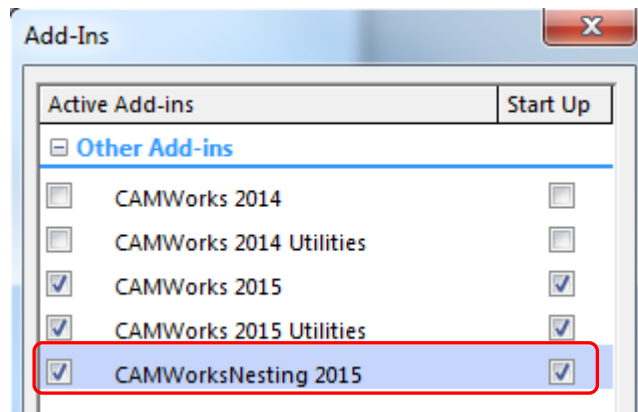 Add-Ins
Active Add-ins Start Up
Other Add-ins
CAMWorks 2014
CAMWorks 2014 Utilities
CAMWorks 2015
CAMWorks 2015 Utilities
CAMWorksNesting 2015